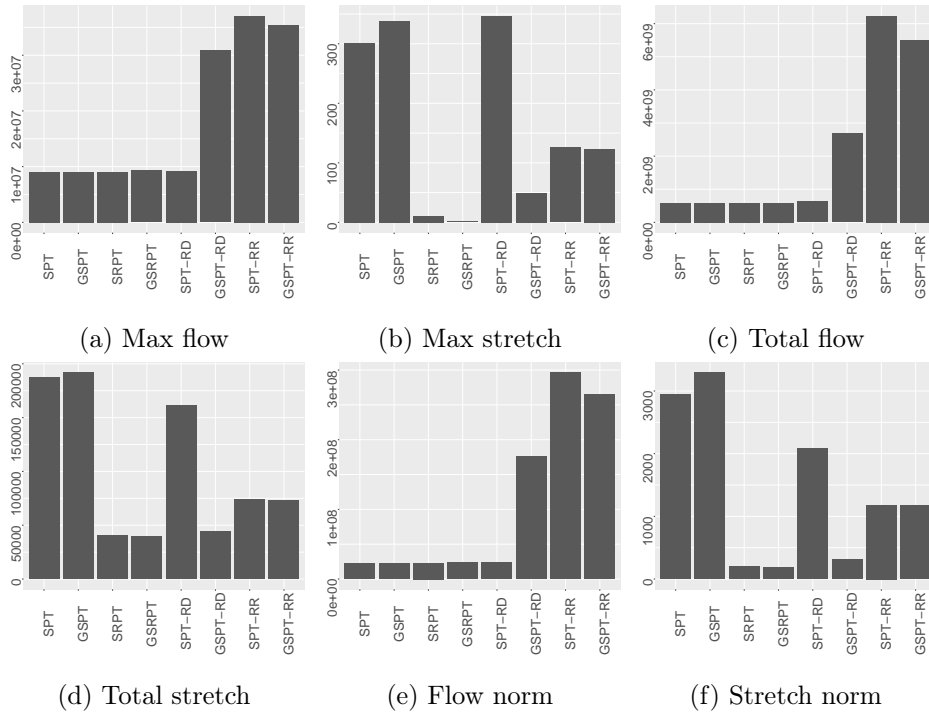 0e+00 1e+07 2e+07 3e+07
SPT GSPT SRPT GSRPT SPT−RD GSPT−RD SPT−RR GSPT−RR
(a) Max flow
0 100 200 300
SPT GSPT SRPT GSRPT SPT−RD GSPT−RD SPT−RR GSPT−RR
(b) Max stretch
0e+00 2e+09 4e+09 6e+09
SPT GSPT SRPT GSRPT SPT−RD GSPT−RD SPT−RR GSPT−RR
(c) Total flow
0 50000 100000 150000 200000
SPT GSPT SRPT GSRPT SPT−RD GSPT−RD SPT−RR GSPT−RR
(d) Total stretch
0e+00 1e+08 2e+08 3e+08
SPT GSPT SRPT GSRPT SPT−RD GSPT−RD SPT−RR GSPT−RR
(e) Flow norm
0 1000 2000 3000
SPT GSPT SRPT GSRPT SPT−RD GSPT−RD SPT−RR GSPT−RR
(f) Stretch norm